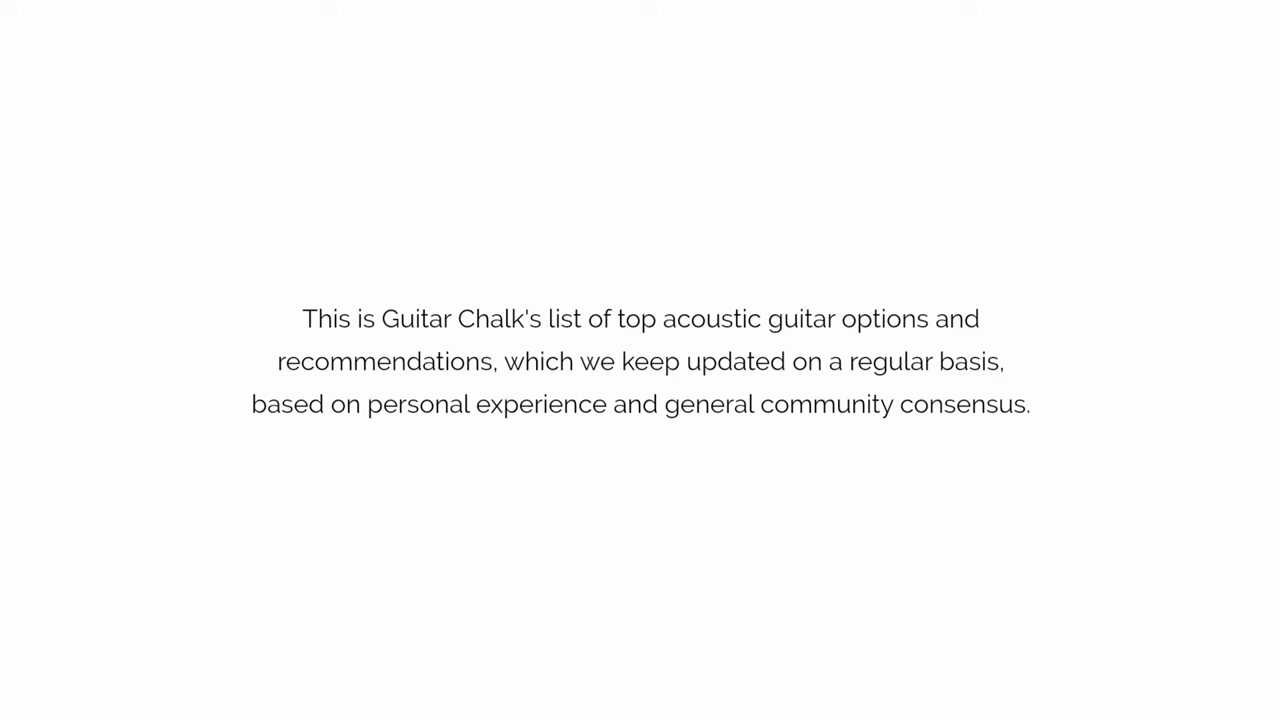 This is Guitar Chalk's list of top acoustic guitar options and
recommendations, which we keep updated on a regular basis,
based on personal experience and general community consensus.